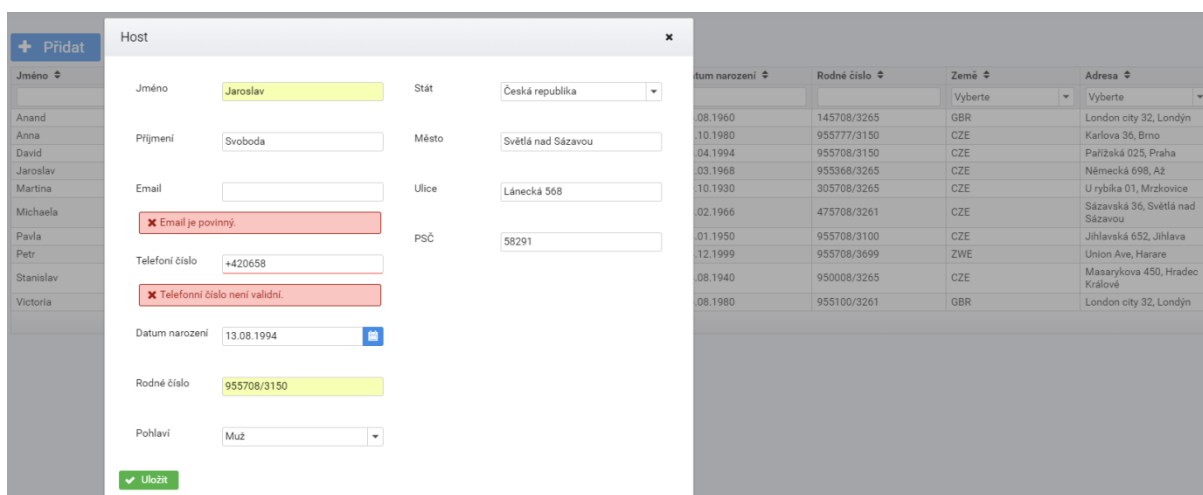 Přidat
Host
Jméno
Jaroslav
Příjmení
Svoboda
Email
Email je povinný.
Telefoní číslo
+420658
Telefonní číslo není validní.
Datum narození
13.08.1994
Rodné číslo
955708/3150
Pohlaví
Muž
Uložit
Stát
Česká republika
Město
Světlá nad Sázavou
Ulice
Lánecká 568
PSČ
58291
Jméno tum narození Rodné číslo Země Adresa
Vyberte Vyberte
Anand .08.1960 145708/3265 GBR London city 32, Londýn
Anna .10.1980 955777/3150 CZE Karlova 36, Brno
David .04.1994 955708/3150 CZE Pařížská 025, Praha
Jaroslav .03.1968 955368/3265 CZE Německá 698, Až
Martina .10.1930 305708/3265 CZE U rybíka 01, Mrzkovice
Michaela .02.1966 475708/3261 CZE Sázavská 36, Světlá nad
Sázavou
Pavla .01.1950 955708/3100 CZE Jihlavská 652, Jihlava
Petr .12.1999 955708/3699 ZWE Union Ave, Harare
Stanislav .08.1940 950008/3265 CZE Masarykova 450, Hradec
Králové
Victoria .08.1980 955100/3261 GBR London city 32, Londýn